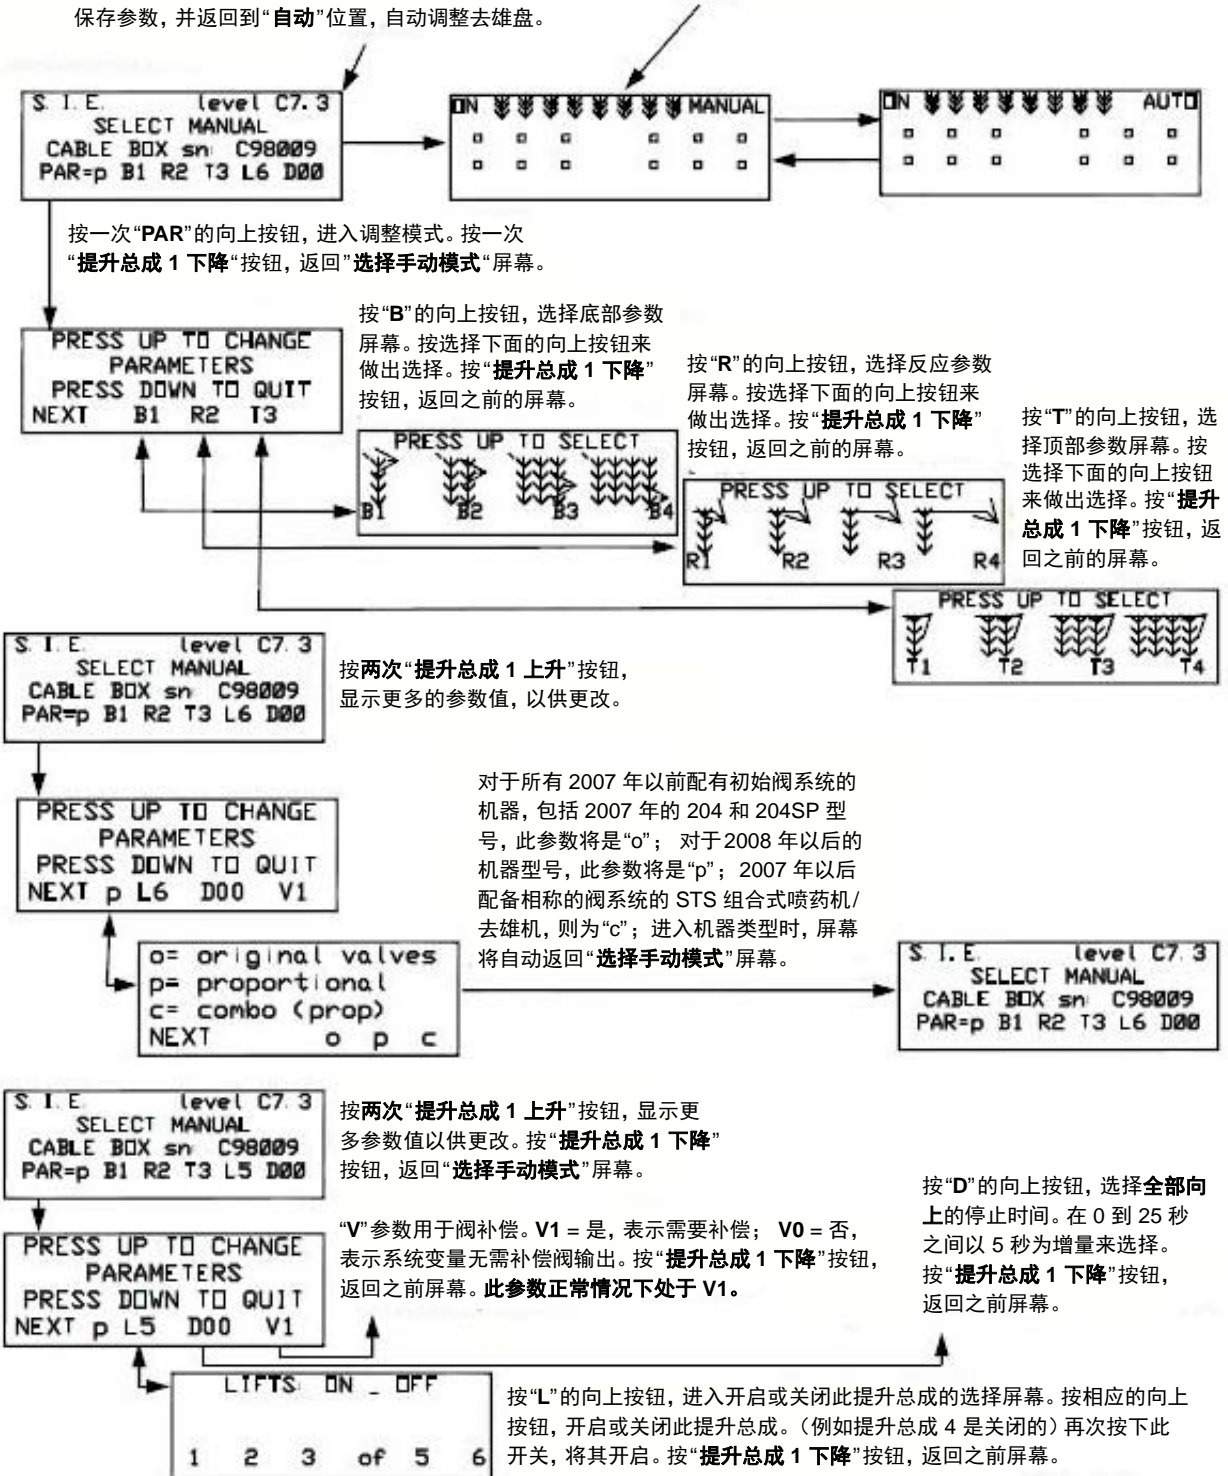 保存参数，并返回到“自动”位置，自动调整去雄盘。
S. I. E. level C7. 3
SELECT MANUAL
CABLE BOX sn: C98009
PAR=p B1 R2 T3 L6 D00
ON MANUAL
ON AUTO
按一次“PAR”的向上按钮，进入调整模式。按一次
“提升总成 1 下降“按钮，返回”选择手动模式“屏幕。
PRESS UP TO CHANGE
PARAMETERS
PRESS DOWN TO QUIT
NEXT B1 R2 T3
按“B”的向上按钮，选择底部参数
屏幕。按选择下面的向上按钮来
做出选择。按“提升总成 1 下降”
按钮，返回之前的屏幕。
PRESS UP TO SELECT
B1 B2 B3 B4
按“R”的向上按钮，选择反应参数
屏幕。按选择下面的向上按钮来
做出选择。按“提升总成 1 下降”
按钮，返回之前的屏幕。
PRESS UP TO SELECT
R1 R2 R3 R4
按“T”的向上按钮，选
择顶部参数屏幕。按
选择下面的向上按钮
来做出选择。按“提升
总成 1 下降”按钮，返
回之前的屏幕。
PRESS UP TO SELECT
T1 T2 T3 T4
S. I. E. level C7. 3
SELECT MANUAL
CABLE BOX sn C98009
PAR=p B1 R2 T3 L6 D00
按两次“提升总成 1 上升”按钮，
显示更多的参数值，以供更改。
PRESS UP TO CHANGE
PARAMETERS
PRESS DOWN TO QUIT
NEXT p L6 D00 V1
对于所有 2007 年以前配有初始阀系统的
机器，包括 2007 年的 204 和 204SP 型
号，此参数将是“o”； 对于2008 年以后的
机器型号，此参数将是“p”；2007 年以后
配备相称的阀系统的 STS 组合式喷药机/
去雄机，则为“c”；进入机器类型时，屏幕
将自动返回“选择手动模式”屏幕。
o= original valves
p= proportional
c= combo (prop)
NEXT o p c
S. I. E. level C7. 3
SELECT MANUAL
CABLE BOX sn: C98009
PAR=p B1 R2 T3 L6 D00
S. I. E. level C7. 3
SELECT MANUAL
CABLE BOX sn C98009
PAR=p B1 R2 T3 L5 D00
按两次“提升总成 1 上升”按钮，显示更
多参数值以供更改。按“提升总成 1 下降”
按钮，返回“选择手动模式”屏幕。
PRESS UP TO CHANGE
PARAMETERS
PRESS DOWN TO QUIT
NEXT p L5 D00 V1
“V”参数用于阀补偿。V1 = 是，表示需要补偿； V0 = 否，
表示系统变量无需补偿阀输出。按“提升总成 1 下降”按钮，
返回之前屏幕。此参数正常情况下处于 V1。
按“D”的向上按钮，选择全部向
上的停止时间。在 0 到 25 秒
之间以 5 秒为增量来选择。
按“提升总成 1 下降”按钮，
返回之前屏幕。
LIFTS: ON _ OFF
1 2 3 of 5 6
按“L”的向上按钮，进入开启或关闭此提升总成的选择屏幕。按相应的向上
按钮，开启或关闭此提升总成。（例如提升总成 4 是关闭的）再次按下此
开关，将其开启。按“提升总成 1 下降”按钮，返回之前屏幕。